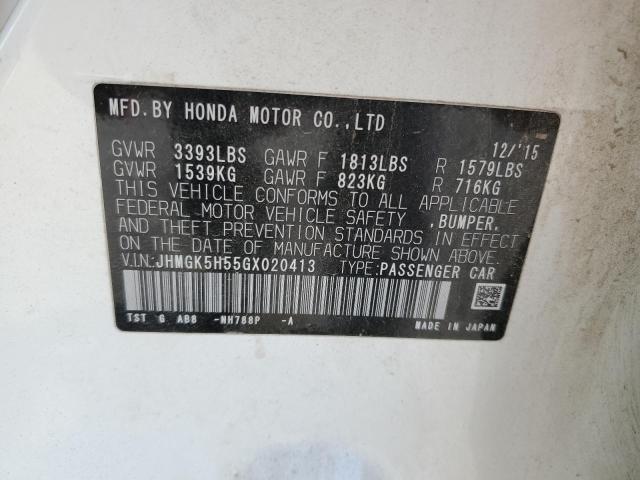 MFD.BY HONDA MOTOR CO.,LTD
12/'15
GVWR 3393LBS GAWR F 1813LBS R 1579LBS
GVWR 1539KG GAWR F 823KG R 716KG
THIS VEHICLE CONFORMS TO ALL APPLICABLE
FEDERAL MOTOR VEHICLE SAFETY ,BUMPER,
AND THEFT PREVENTION STANDARDS IN EFFECT
ON THE DATE OF MANUFACTURE SHOWN ABOVE.
V.IN:JHMGK5H55GX020413 TYPE:PASSENGER CAR
TST G AB8 -NH788P -A MADE IN JAPAN